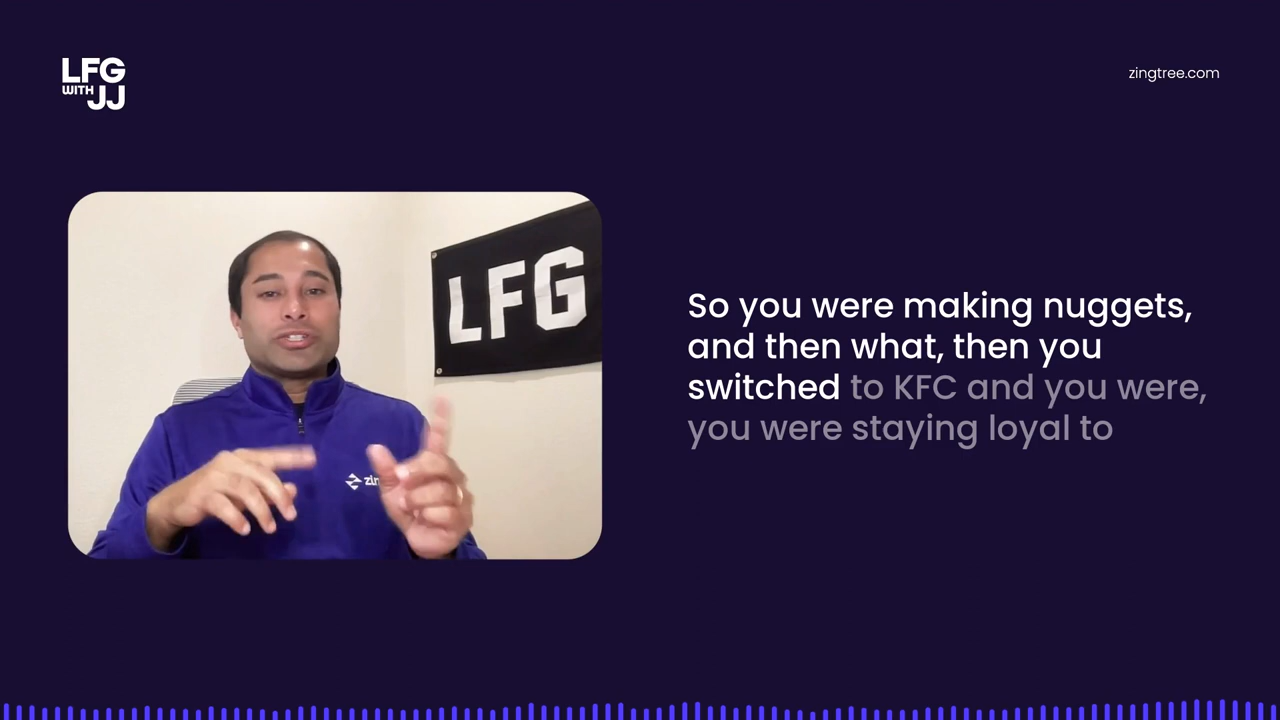 LFG
WITH JJ
zingtree.com
LFG
zin
So you were making nuggets,
and then what, then you
switched to KFC and you were,
you were staying loyal to